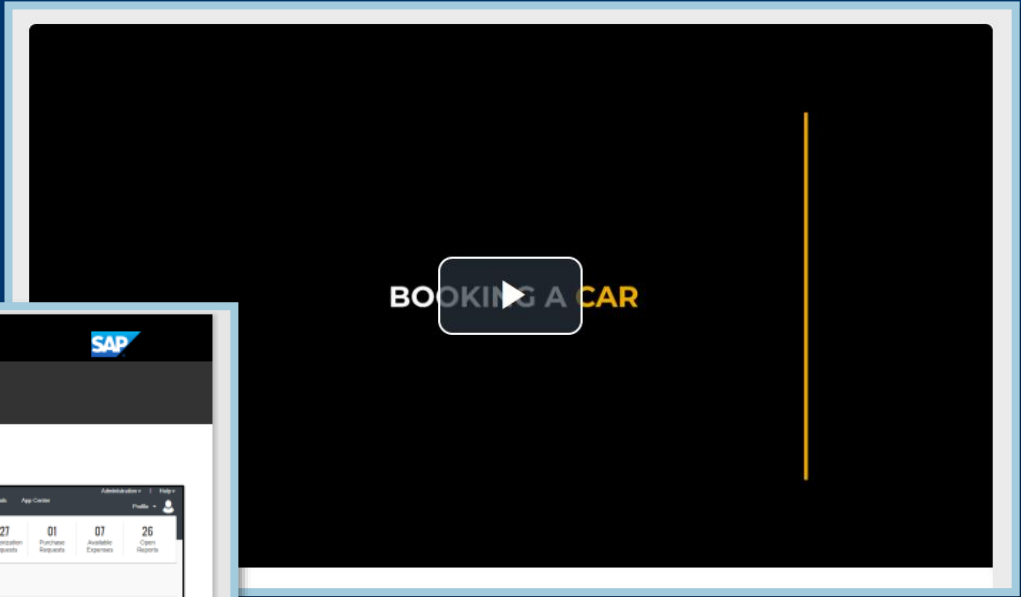 BOOKING A CAR
SAP
Administration | Help
App Center
Profile
27
01
07
26
Purchase
Available
Open
Requests
Expenses
Reports